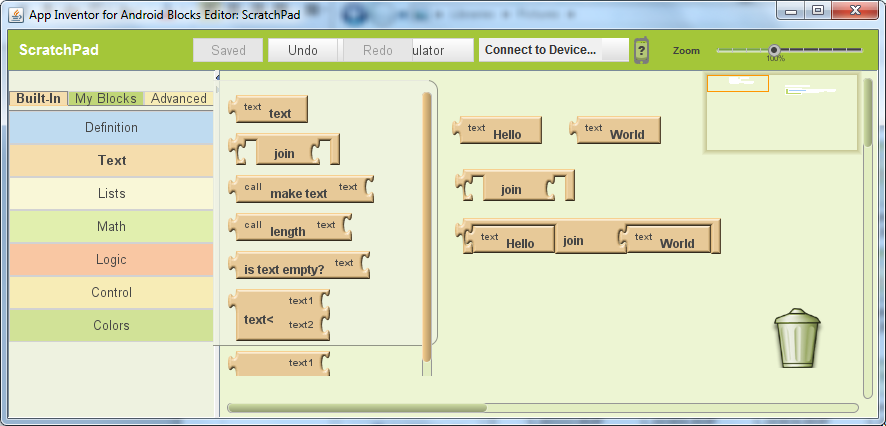 App Inventor for Android Blocks Editor: ScratchPad
ScratchPad
Saved
Undo
Redo
ulator
Connect to Device...
?
Zoom
100%
Built-In
My Blocks
Advanced
Definition
Text
Lists
Math
Logic
Control
Colors
text text
join
call make text text
call length text
is text empty? text
text< text1
text2
text1
text Hello
text World
join
text Hello join text World